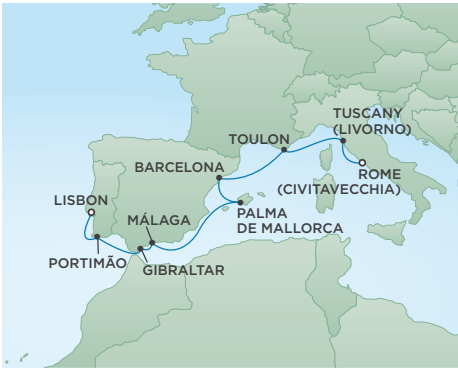 TUSCANY
(LIVORNO)
TOULON
BARCELONA
ROME
(CIVITAVECCHIA)
LISBON
MÁLAGA
PALMA
DE MALLORCA
PORTIMÃO
GIBRALTAR